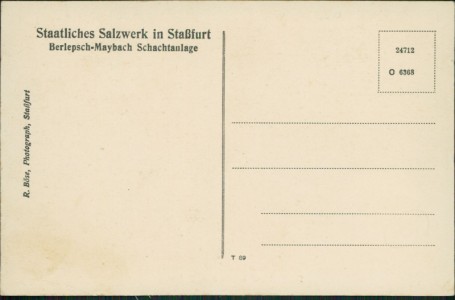 Staatliches Salzwerk in Staßfurt
Berlepsch-Maybach Schachtanlage
24712
O 6368
R. Böse, Photograph, Staßfurt
T 09